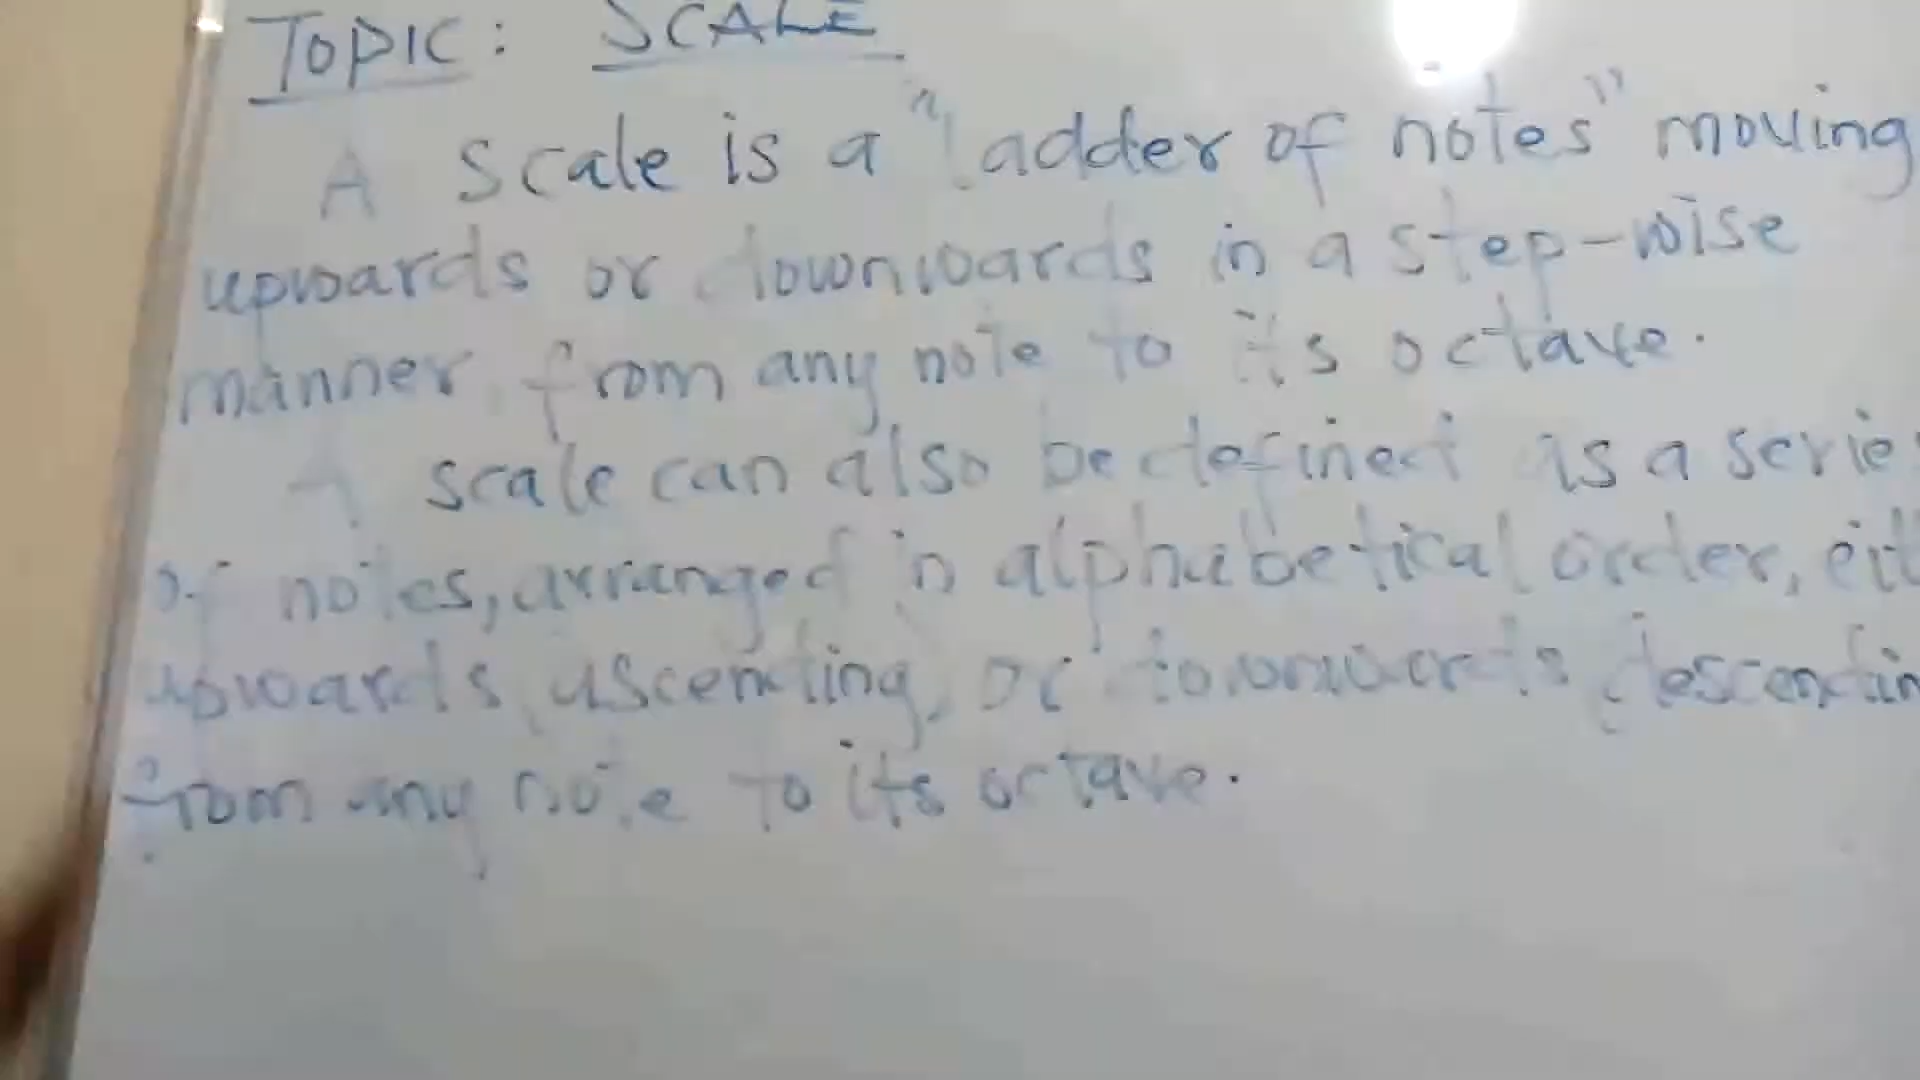 TOPIC: SCALE
A scale is a "ladder of notes" moving
upwards or downwards in a step-wise
manner from any note to its octave.
A scale can also be defined as a serie
of notes, arranged in alphabetical order, eit
upwards, ascending, or downwards descendin
from any note to its octave.